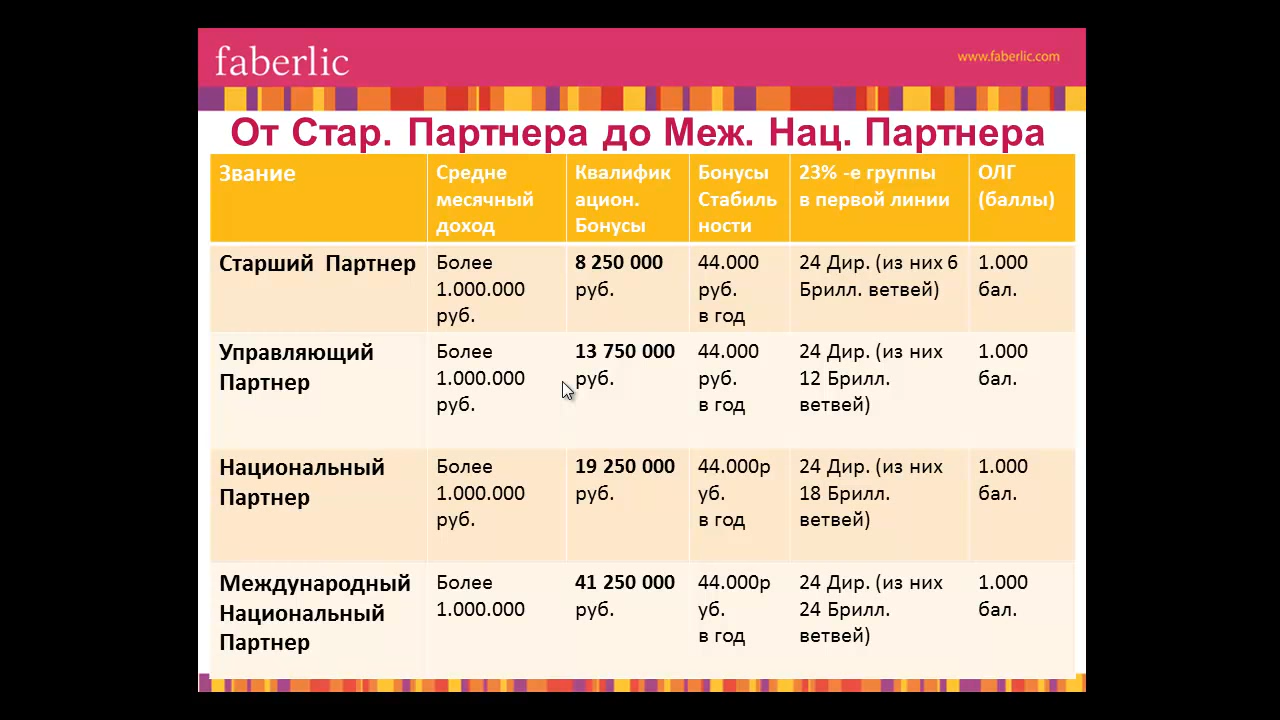 faberlic
www.faberlic.com
От Стар. Партнера до Меж. Нац. Партнера
Звание
Средне
месячный
доход
Квалифик
ацион.
Бонусы
Бонусы
Стабиль
ности
23% -е группы
в первой линии
ОЛГ
(баллы)
Старший Партнер
Более
1.000.000
руб.
8 250 000
руб.
44.000
руб.
в год
24 Дир. (из них 6
Брилл. ветвей)
1.000
бал.
Управляющий
Партнер
Более
1.000.000
руб.
13 750 000
руб.
44.000
руб.
в год
24 Дир. (из них
12 Брилл.
ветвей)
1.000
бал.
Национальный
Партнер
Более
1.000.000
руб.
19 250 000
руб.
44.000р
уб.
в год
24 Дир. (из них
18 Брилл.
ветвей)
1.000
бал.
Международный
Национальный
Партнер
Более
1.000.000
41 250 000
руб.
44.000р
уб.
в год
24 Дир. (из них
24 Брилл.
ветвей)
1.000
бал.